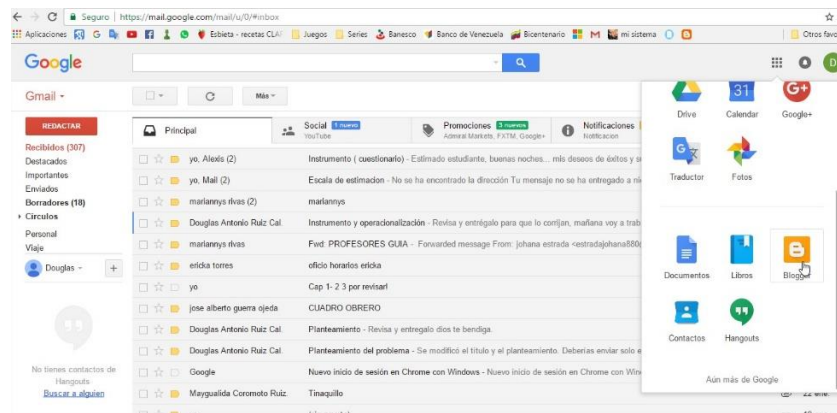 Seguro | https://mail.google.com/mail/u/0/#inbox
Aplicaciones G Esbieta - recetas CLA Juegos Series Banesco Banco de Venezuela Bicentenario M mi sistema Otros favo
Google
Gmail
Más
REDACTAR
Recibidos (307)
Destacados
Importantes
Enviados
Borradores (18)
Círculos
Personal
Viaje
Douglas
+
No tienes contactos de
Hangouts
Buscar a alguien
Principal
Social 1 nuevo
YouTube
Promociones 3 nuevos
Admiral Markets, FXTM, Google+
Notificaciones
Notificacion
yo, Alexis (2) Instrumento ( cuestionario) - Estimado estudiante, buenas noches... mis deseos de éxitos y s
yo, Mail (2) Escala de estimacion - No se ha encontrado la dirección Tu mensaje no se ha entregado a
mariannys rivas (2) mariannys
Douglas Antonio Ruiz Cal. Instrumento y operacionalización - Revisa y entrégalo para que lo corrijan, mañana voy a trab
mariannys rivas Fwd: PROFESORES GUIA - Forwarded message From: johana estrada
ericka torres oficio horarios ericka
yo Cap 1- 2 3 por revisar!
jose alberto guerra ojeda CUADRO OBRERO
Douglas Antonio Ruiz Cal. Planteamiento - Revisa y entregalo dios te bendiga.
Douglas Antonio Ruiz Cal. Planteamiento del problema - Se modificó el titulo y el planteamiento. Deberias enviar solo e
Google Nuevo inicio de sesión en Chrome con Windows - Nuevo inicio de sesión en Chrome con Win
Maygualida Coromoto Ruiz. Tinaquillo
22 ene.
D
31
G+
Drive Calendar Google+
Traductor Fotos
Documentos Libros Blogger
Contactos Hangouts
Aún más de Google